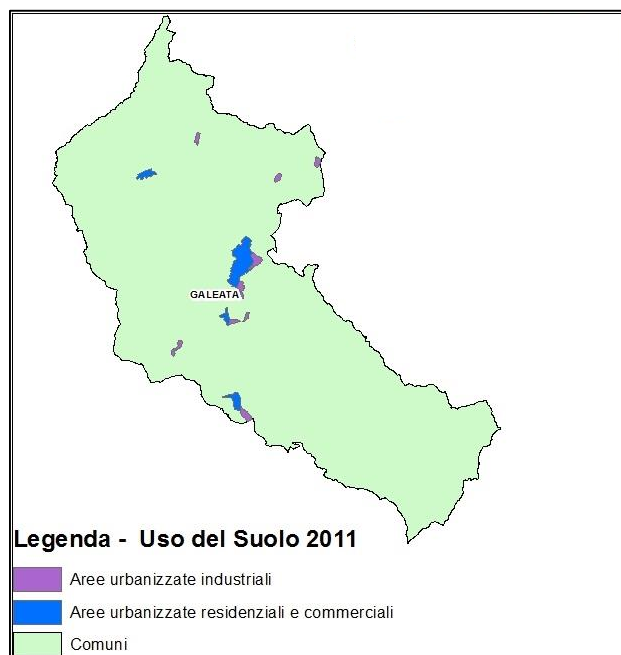 GALEATA
Legenda - Uso del Suolo 2011
Aree urbanizzate industriali
Aree urbanizzate residenziali e commerciali
Comuni